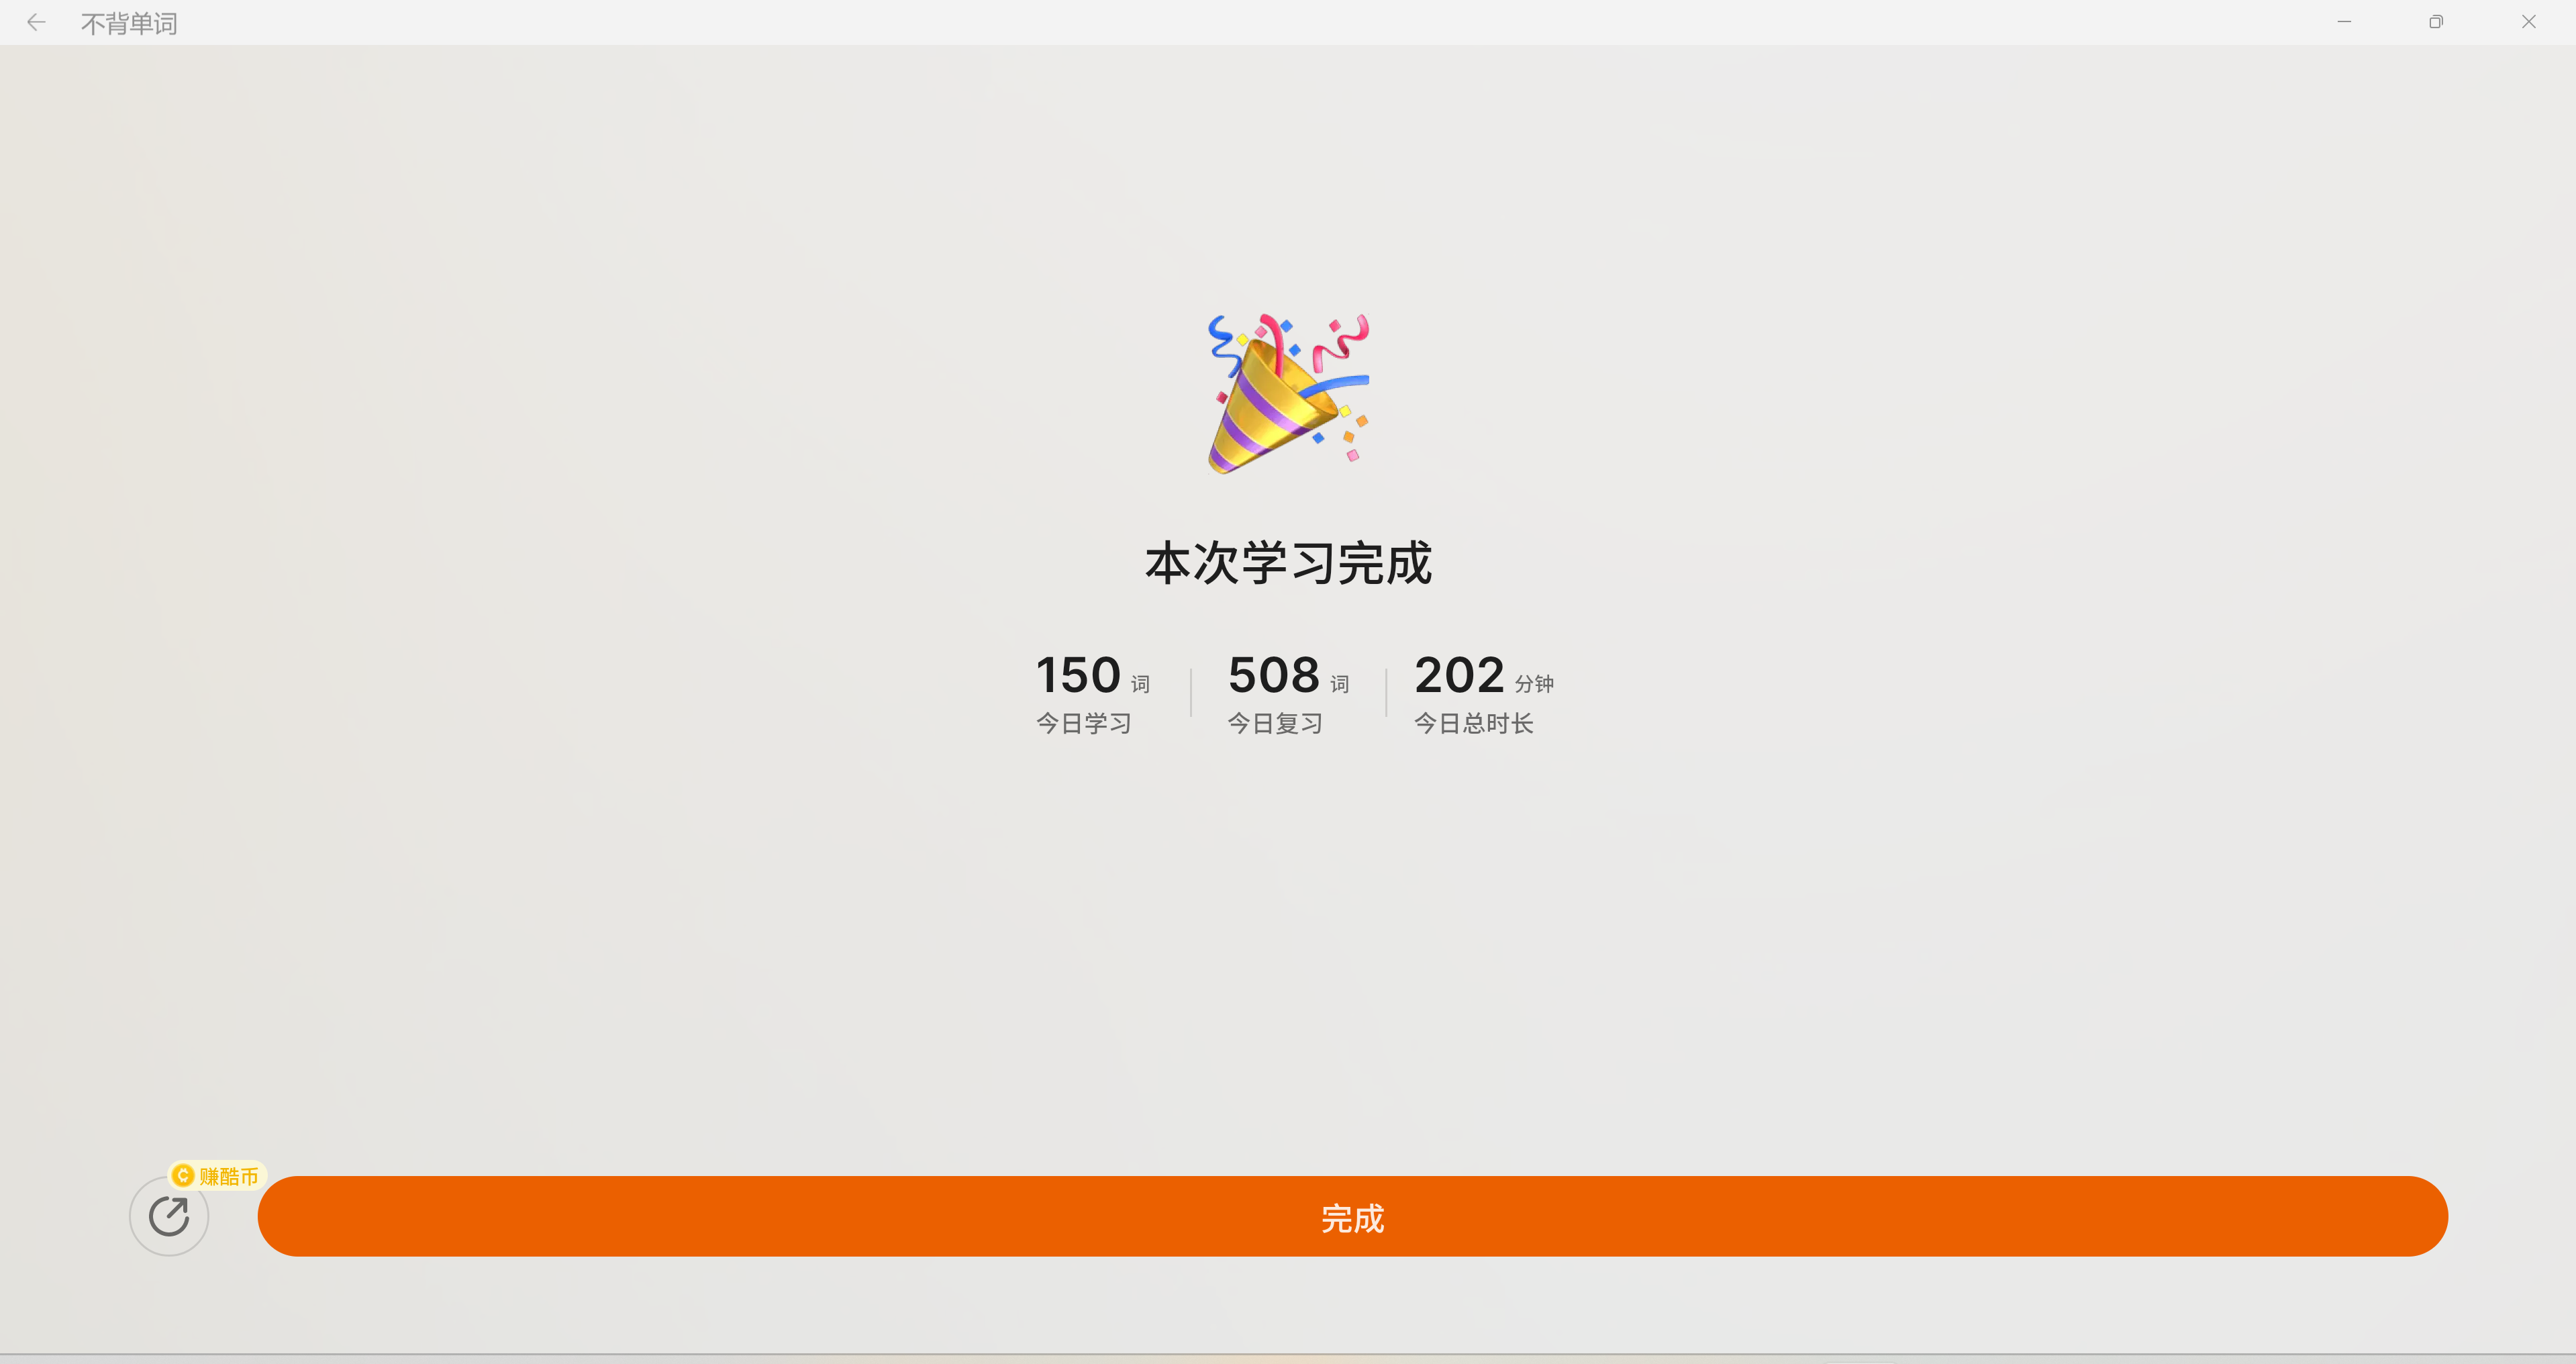 不背单词
本次学习完成
150 词
今日学习
508 词
今日复习
202 分钟
今日总时长
赚酷币
完成